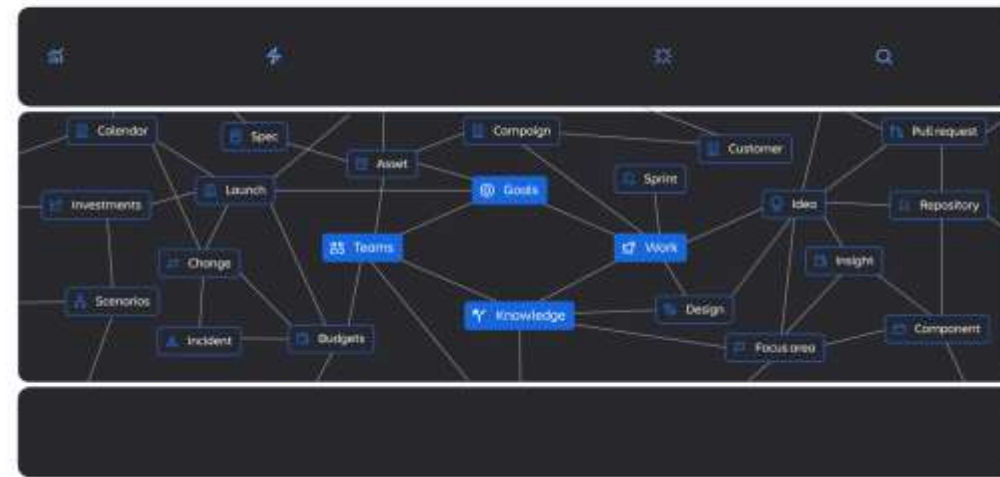 Calendar
Spec
Campaign
Pull request
Customer
Asset
Sprint
Launch
Goals
Investments
Idea
Repository
Teams
Work
Change
Insight
Scenarios
Design
Knowledge
Component
Incident
Budgets
Focus area